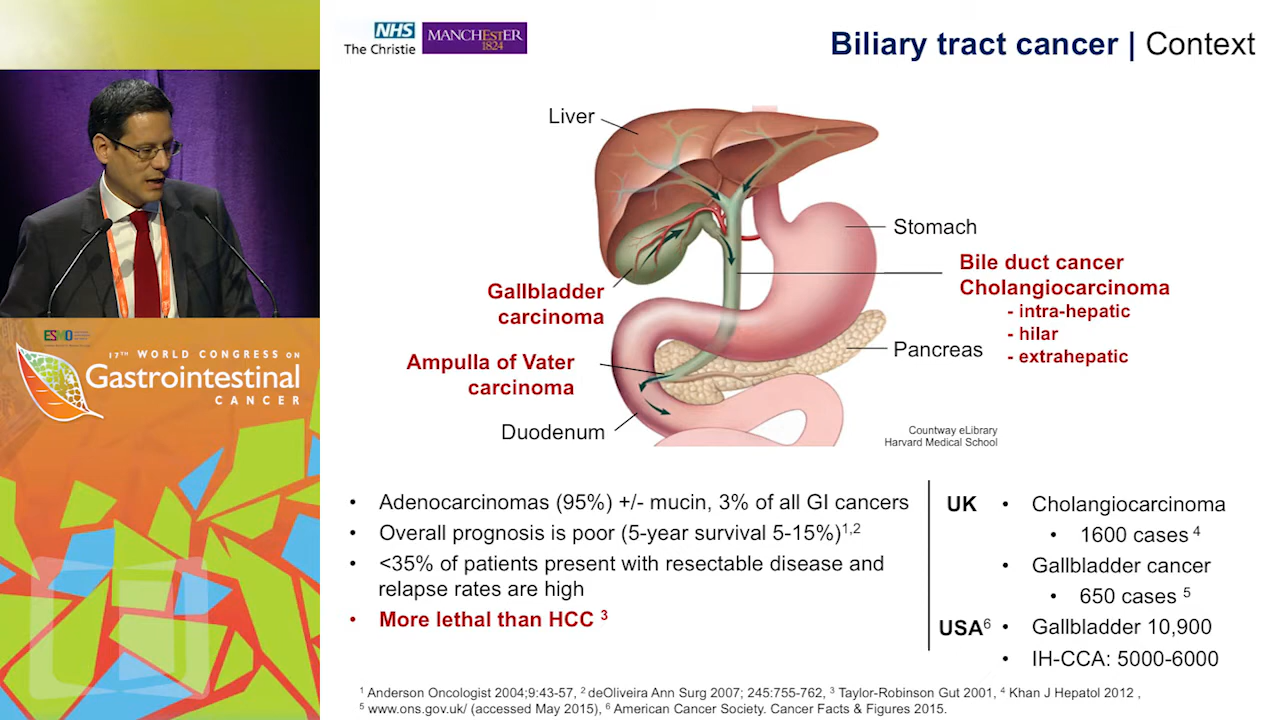 NHS
The Christie
MANCHESTER
1824
Biliary tract cancer | Context
Liver
Stomach
Bile duct cancer
Cholangiocarcinoma
- intra-hepatic
- hilar
- extrahepatic
Gallbladder
carcinoma
Ampulla of Vater
carcinoma
Pancreas
Duodenum
Countway eLibrary
Harvard Medical School
ESMO
17TH WORLD CONGRESS ON
Gastrointestinal
CANCER
• Adenocarcinomas (95%) +/- mucin, 3% of all GI cancers
• Overall prognosis is poor (5-year survival 5-15%)1,2
• <35% of patients present with resectable disease and
relapse rates are high
• More lethal than HCC 3
UK • Cholangiocarcinoma
• 1600 cases 4
• Gallbladder cancer
• 650 cases 5
USA6 • Gallbladder 10,900
• IH-CCA: 5000-6000
1 Anderson Oncologist 2004;9:43-57, 2 deOliveira Ann Surg 2007; 245:755-762, 3 Taylor-Robinson Gut 2001, 4 Khan J Hepatol 2012 ,
5 www.ons.gov.uk/ (accessed May 2015), 6 American Cancer Society. Cancer Facts & Figures 2015.